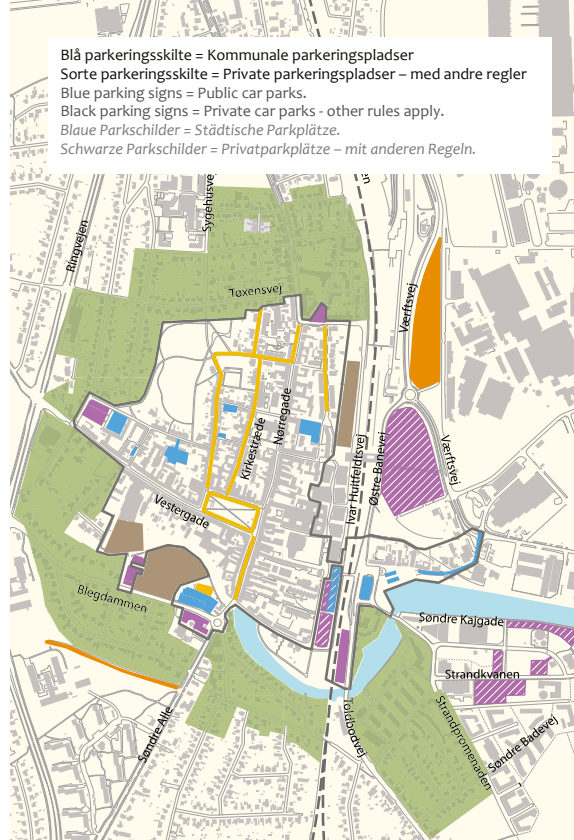 Blå parkeringsskilte = Kommunale parkeringspladser
Sorte parkeringsskilte = Private parkeringspladser – med andre regler
Blue parking signs = Public car parks.
Black parking signs = Private car parks - other rules apply.
Blaue Parkschilder = Städtische Parkplätze.
Schwarze Parkschilder = Privatparkplätze – mit anderen Regeln.
Ringvejen
Tøxensvej
Værftsvej
Kirkestræde
Nørregade
Ivar Huitfeldtsvej
Østre Banevej
Værftsvej
Vestergade
Blegdammen
Søndre Kajgade
Strandkvanen
Søndre Alle
Toldbodvej
Strandpromenaden
Søndre Badevej